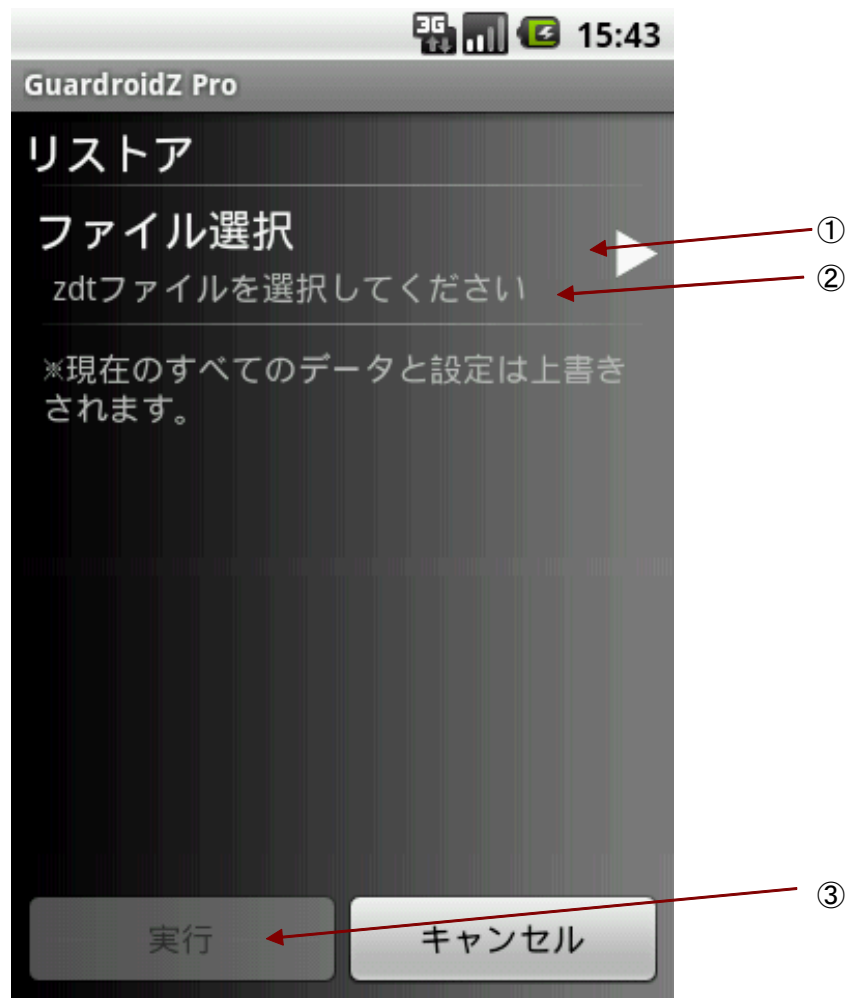 3G 15:43
GuardroidZ Pro
リストア
ファイル選択
①
zdtファイルを選択してください
②
※現在のすべてのデータと設定は上書き
されます。
③
実行
キャンセル